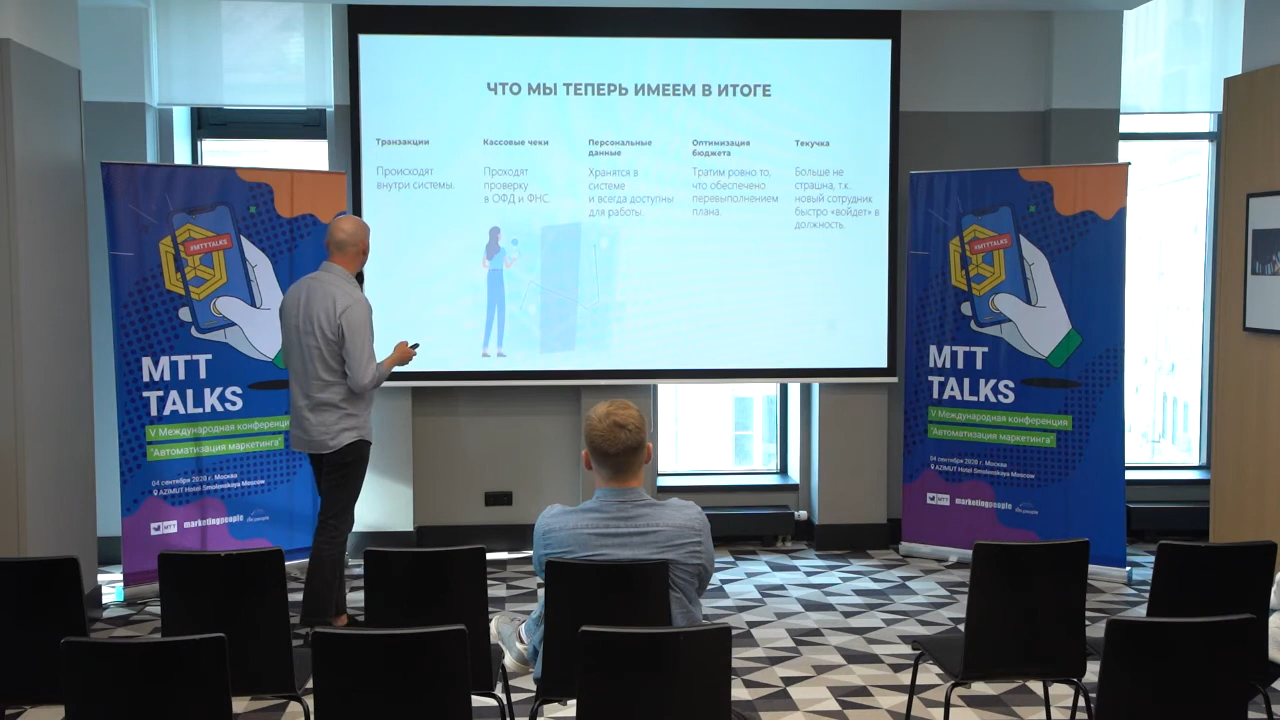 ЧТО МЫ ТЕПЕРЬ ИМЕЕМ В ИТОГЕ
Транзакции
Происходят
внутри системы.
Кассовые чеки
Проходят
проверку
в ОФД и ФНС.
Персональные
данные
Хранятся в
системе
и всегда доступны
для работы.
Оптимизация
бюджета
Тратим ровно то,
что обеспечено
перевыполнением
плана.
Текучка
Больше не
страшна, т.к.
новый сотрудник
быстро «войдет» в
должность.
#MTTTALKS
MTT
TALKS
V Международная конференци
"Автоматизация маркетинга"
04 сентября 2020 г. Москва
AZIMUT Hotel Smolenskaya Moscow
MTT
marketingpeople
#MTTTALKS
MTT
TALKS
V Международная конференция
"Автоматизация маркетинга"
04 сентября 2020 г. Москва
AZIMUT Hotel Smolenskaya Moscow
MTT
marketingpeople